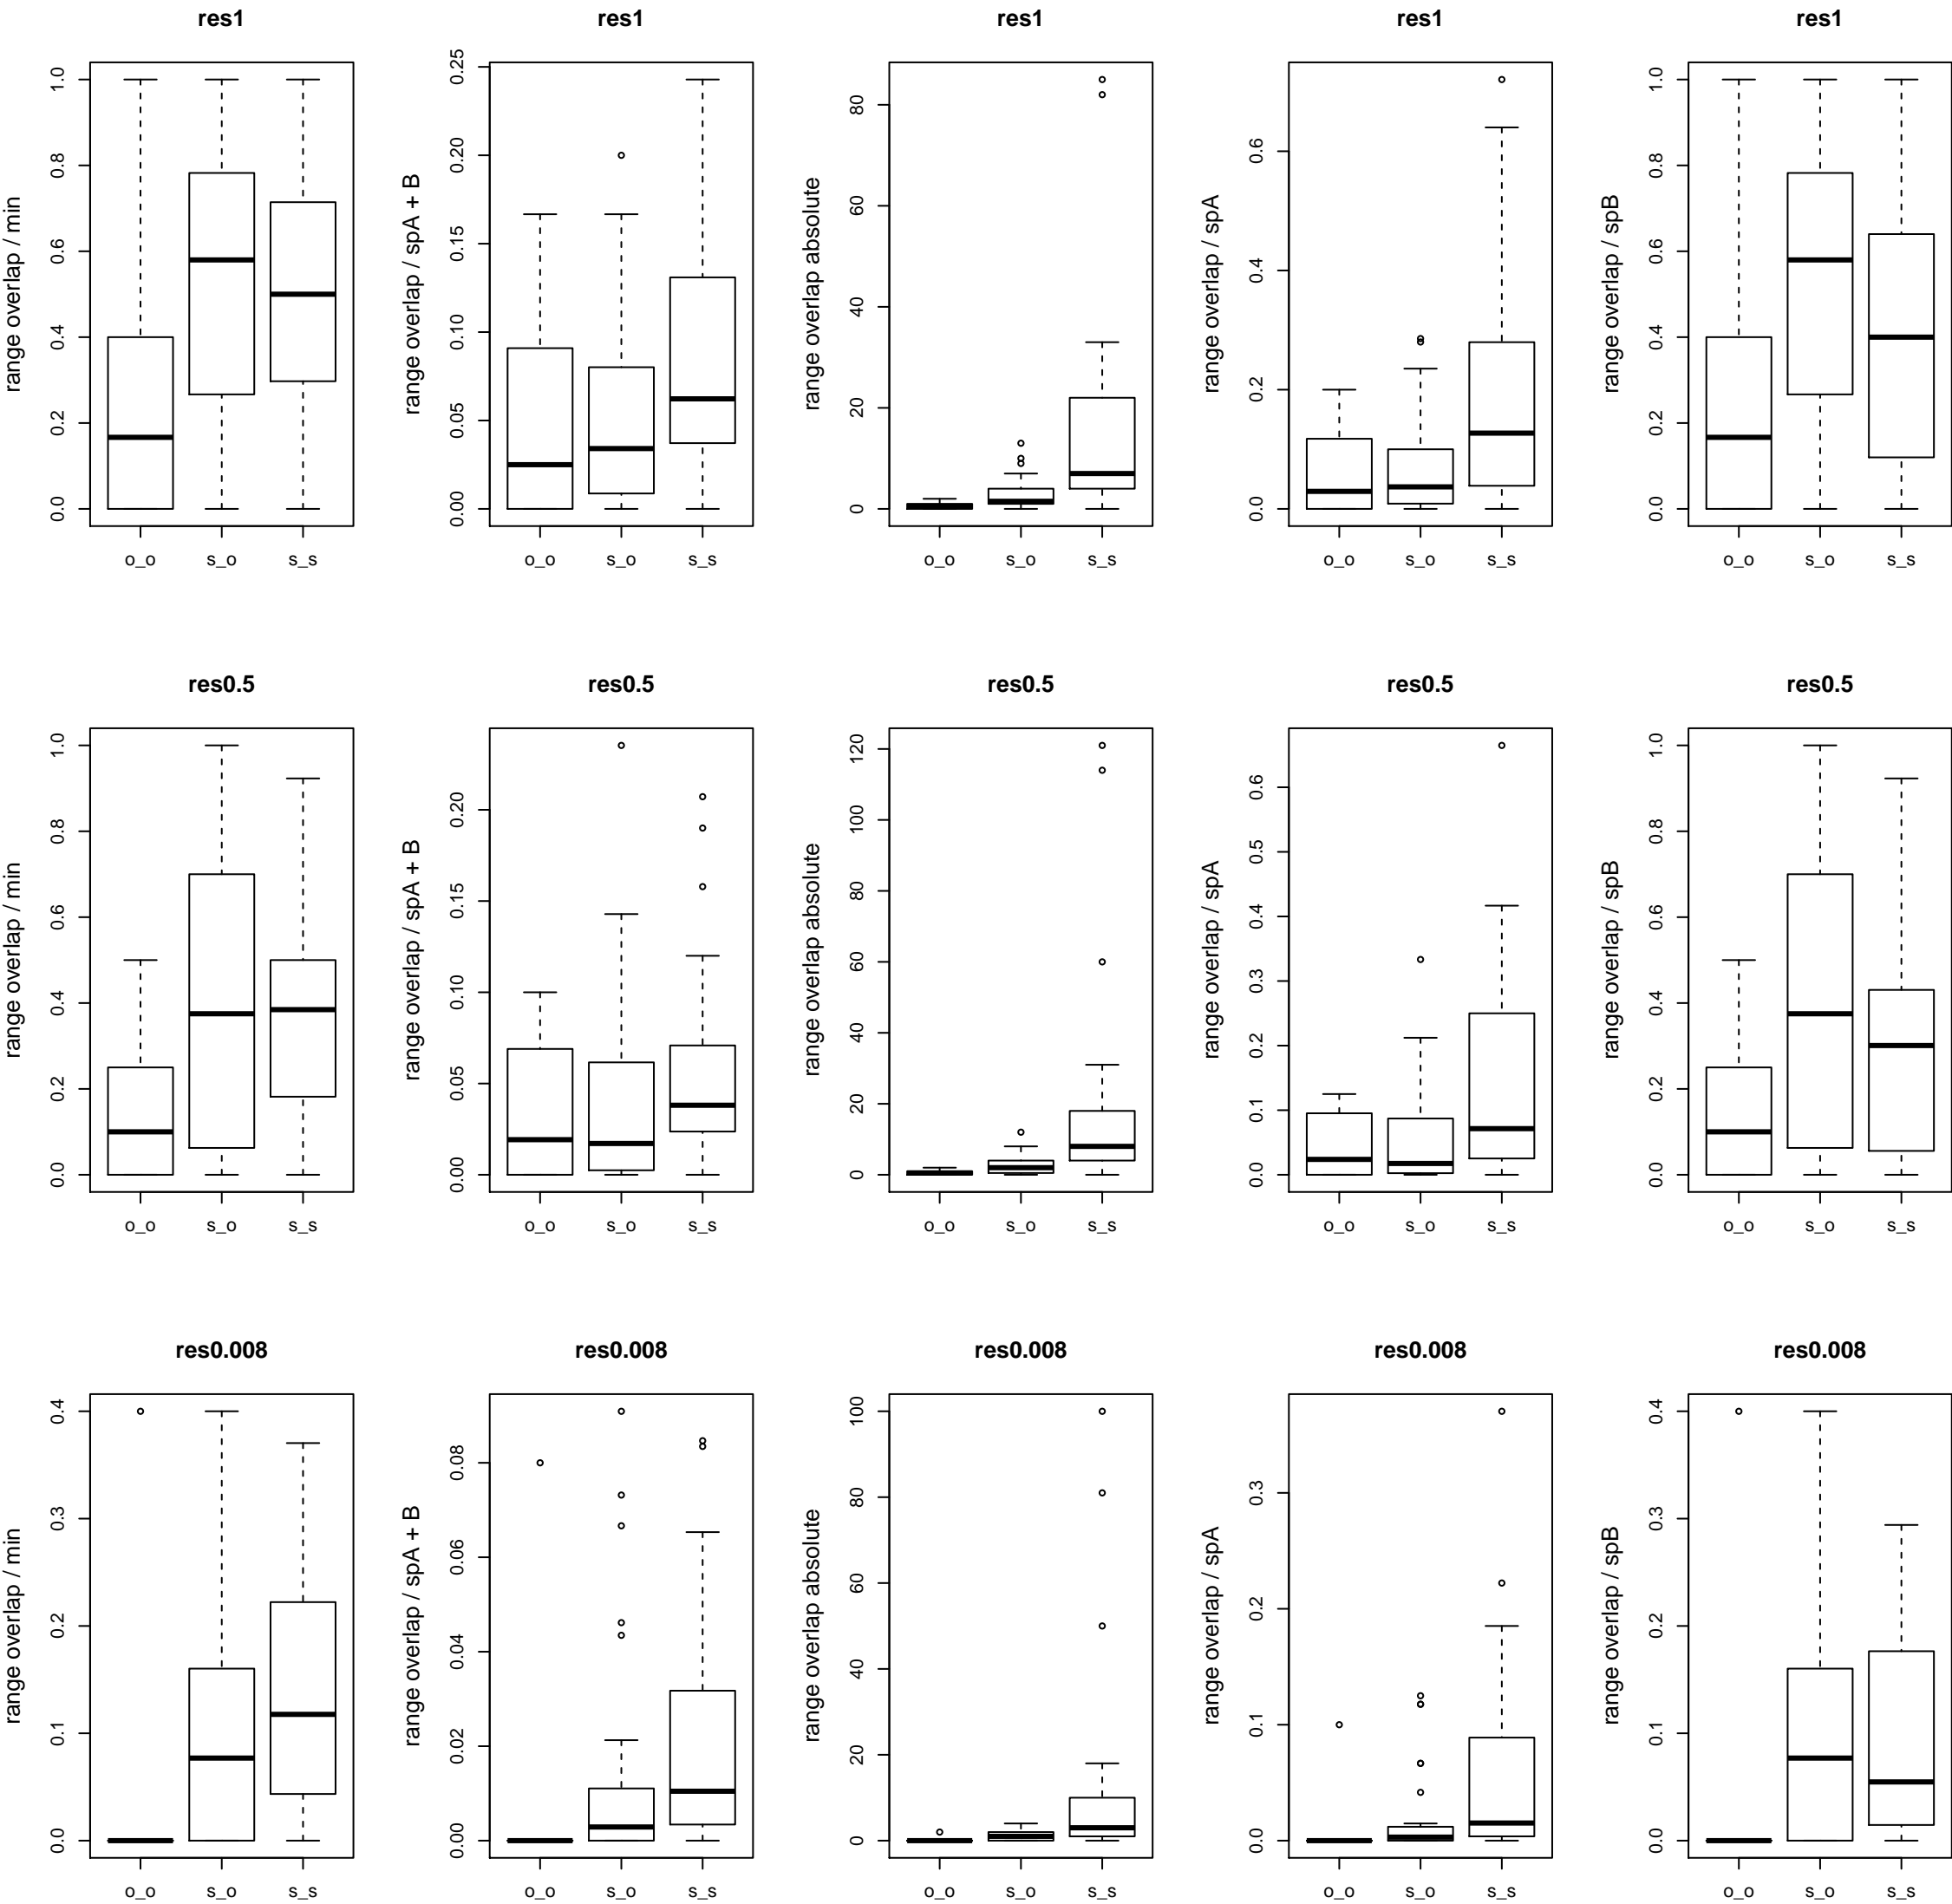 res1 res1 res1 res1 res1
range overlap / min
0.0 0.2 0.4 0.6 0.8 1.0
o_o s_o s_s
range overlap / spA + B
0.00 0.05 0.10 0.15 0.20 0.25
o_o s_o s_s
range overlap absolute
0 20 40 60 80
o_o s_o s_s
range overlap / spA
0.0 0.2 0.4 0.6
o_o s_o s_s
range overlap / spB
0.0 0.2 0.4 0.6 0.8 1.0
o_o s_o s_s
res0.5 res0.5 res0.5 res0.5 res0.5
range overlap / min
0.0 0.2 0.4 0.6 0.8 1.0
o_o s_o s_s
range overlap / spA + B
0.00 0.05 0.10 0.15 0.20
o_o s_o s_s
range overlap absolute
0 20 40 60 80 100 120
o_o s_o s_s
range overlap / spA
0.0 0.1 0.2 0.3 0.4 0.5 0.6
o_o s_o s_s
range overlap / spB
0.0 0.2 0.4 0.6 0.8 1.0
o_o s_o s_s
res0.008 res0.008 res0.008 res0.008 res0.008
range overlap / min
0.0 0.1 0.2 0.3 0.4
o_o s_o s_s
range overlap / spA + B
0.00 0.02 0.04 0.06 0.08
o_o s_o s_s
range overlap absolute
0 20 40 60 80 100
o_o s_o s_s
range overlap / spA
0.0 0.1 0.2 0.3
o_o s_o s_s
range overlap / spB
0.0 0.1 0.2 0.3 0.4
o_o s_o s_s